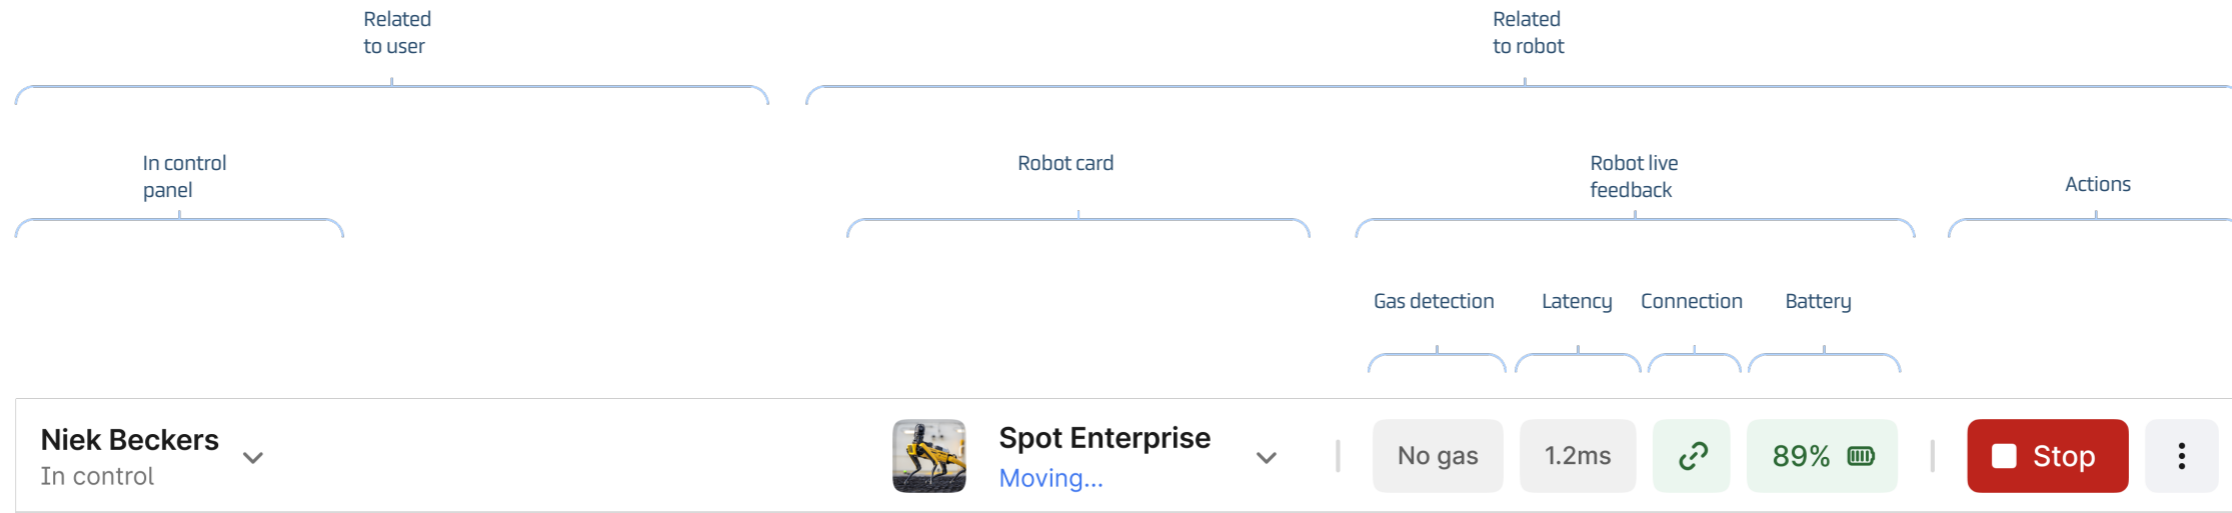 Related
to user
Related
to robot
In control
panel
Robot card
Robot live
feedback
Actions
Gas detection
Latency
Connection
Battery
Niek Beckers
In control
Spot Enterprise
Moving...
No gas
1.2ms
89%
Stop